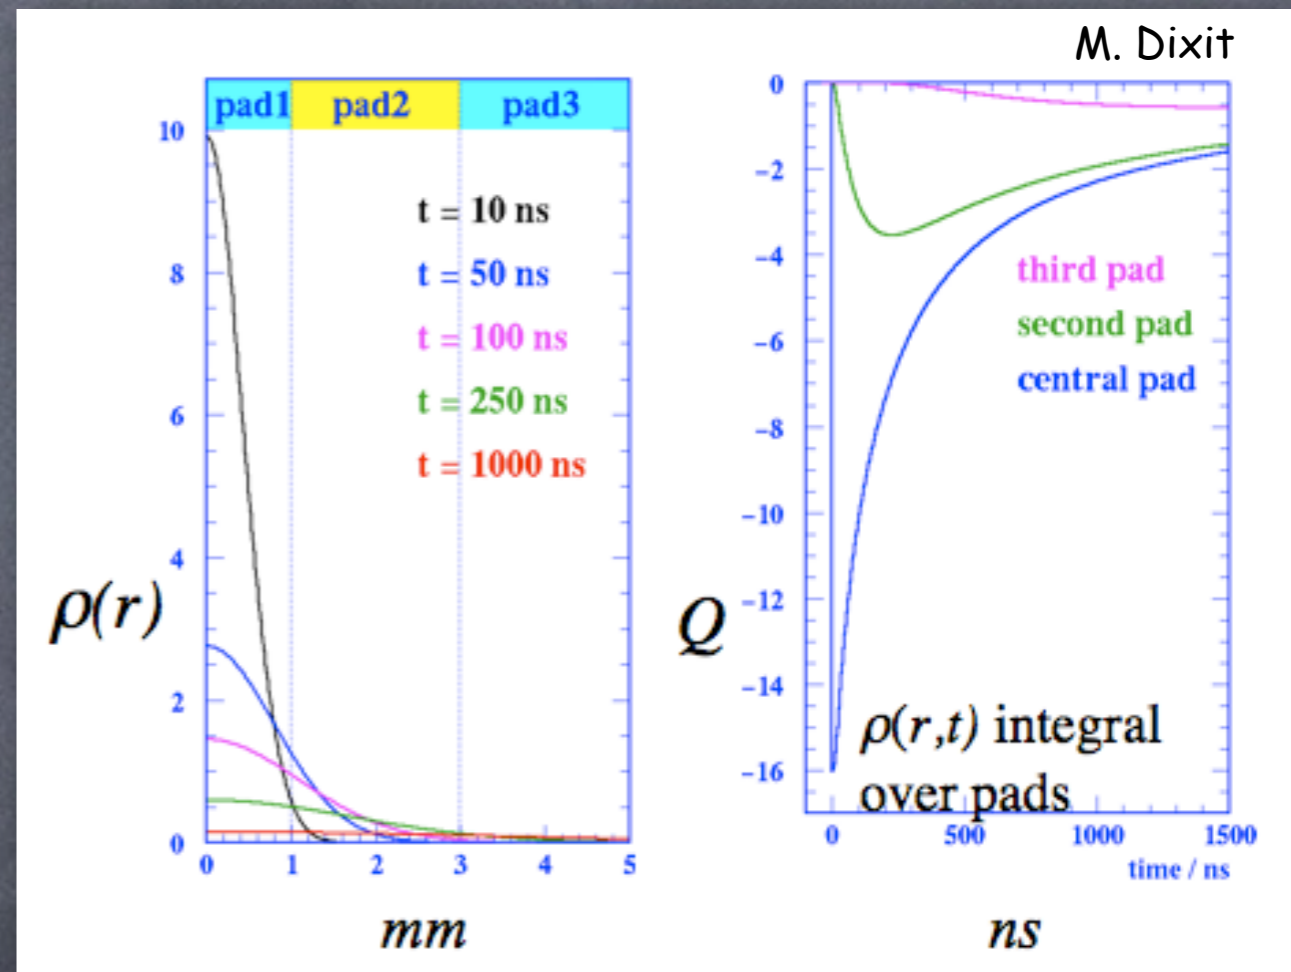 M. Dixit
pad1 pad2 pad3
10
8
6
4
2
0
t = 10 ns
t = 50 ns
t = 100 ns
t = 250 ns
t = 1000 ns
ρ(r)
0 1 2 3 4 5
mm
0
-2
-4
-6
-8
-10
-12
-14
-16
third pad
second pad
central pad
Q
ρ(r,t) integral
over pads
0 500 1000 1500
time / ns
ns